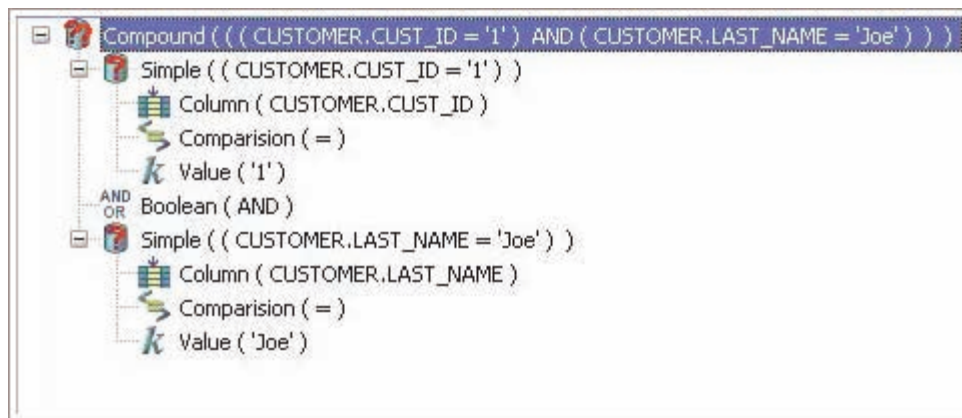 Compound ( ( ( ( CUSTOMER.CUST_ID = '1' ) AND ( CUSTOMER.LAST_NAME = 'Joe' ) ) )
Simple ( ( CUSTOMER.CUST_ID = '1' ) )
Column ( CUSTOMER.CUST_ID )
Comparision ( = )
k Value ( '1' )
AND OR Boolean ( AND )
Simple ( ( CUSTOMER.LAST_NAME = 'Joe' ) )
Column ( CUSTOMER.LAST_NAME )
Comparision ( = )
k Value ( 'Joe' )